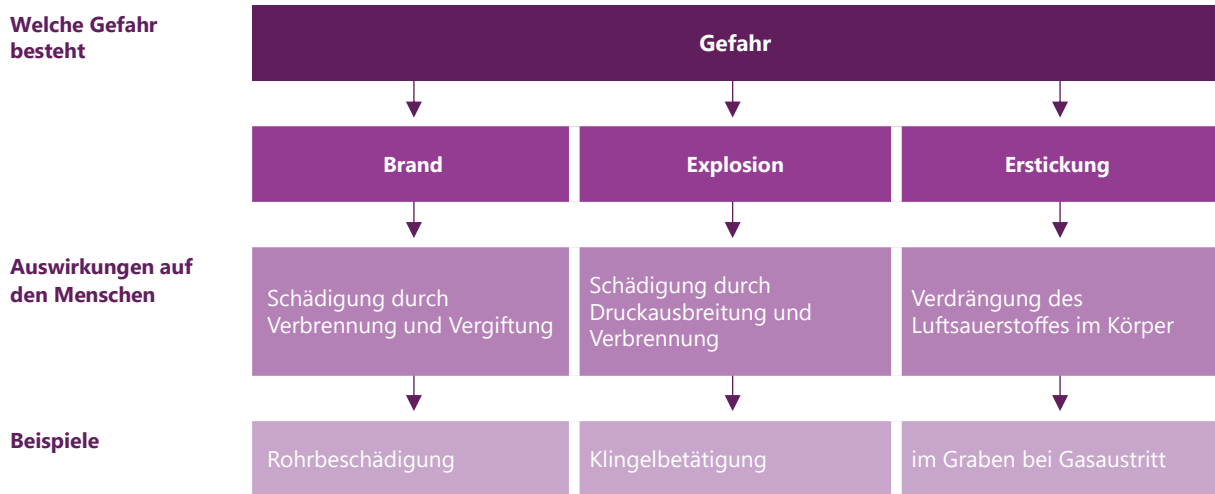 Welche Gefahr
besteht
Gefahr
Brand
Explosion
Erstickung
Auswirkungen auf
den Menschen
Schädigung durch
Verbrennung und Vergiftung
Schädigung durch
Druckausbreitung und
Verbrennung
Verdrängung des
Luftsauerstoffes im Körper
Beispiele
Rohrbeschädigung
Klingelbetätigung
im Graben bei Gasaustritt